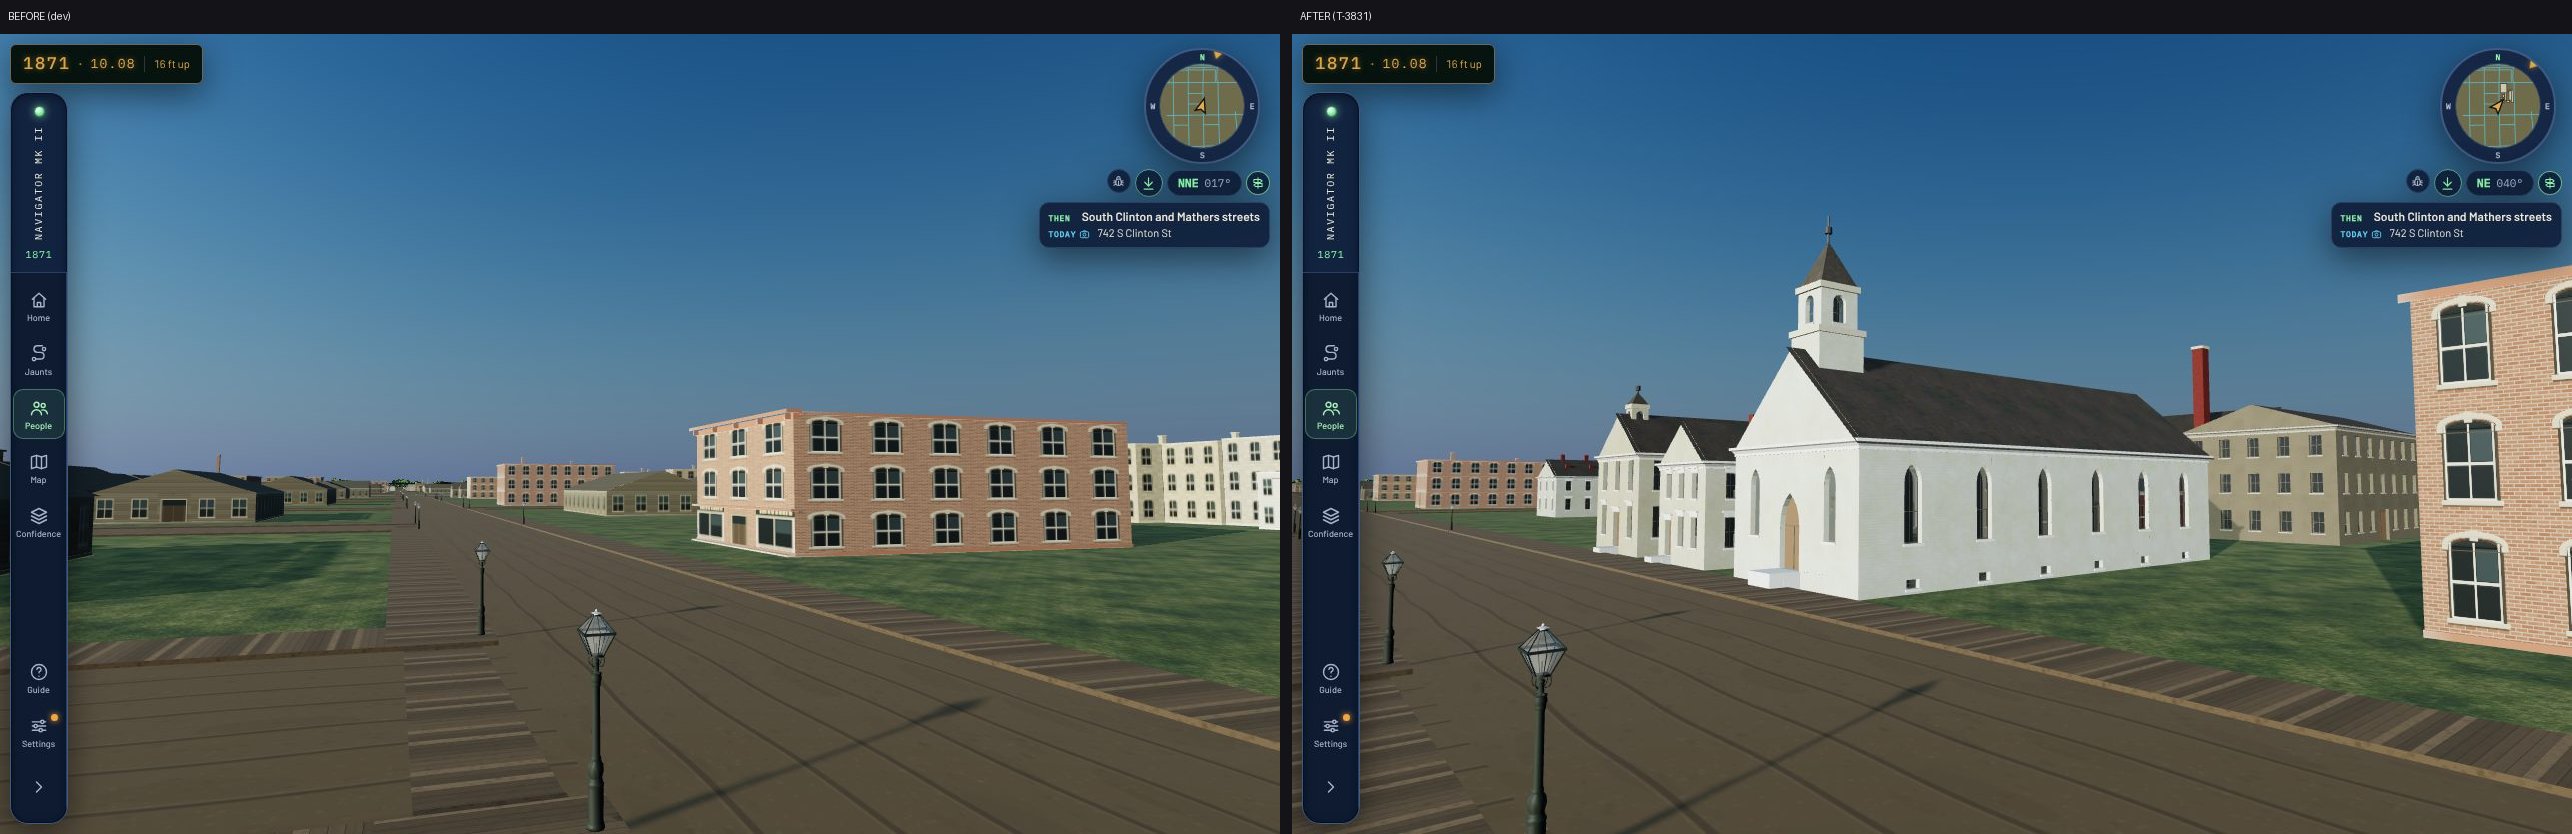 BEFORE (dev)
1871 · 10.08 16 ft up
NAVIGATOR MK II
1871
Home
Jaunts
People
Map
Confidence
Guide
Settings
N
W E
S
NNE 017°
THEN South Clinton and Mathers streets
TODAY 742 S Clinton St
AFTER (T-3831)
1871 · 10.08 16 ft up
NAVIGATOR MK II
1871
Home
Jaunts
People
Map
Confidence
Guide
Settings
N
W E
S
NE 040°
THEN South Clinton and Mathers streets
TODAY 742 S Clinton St